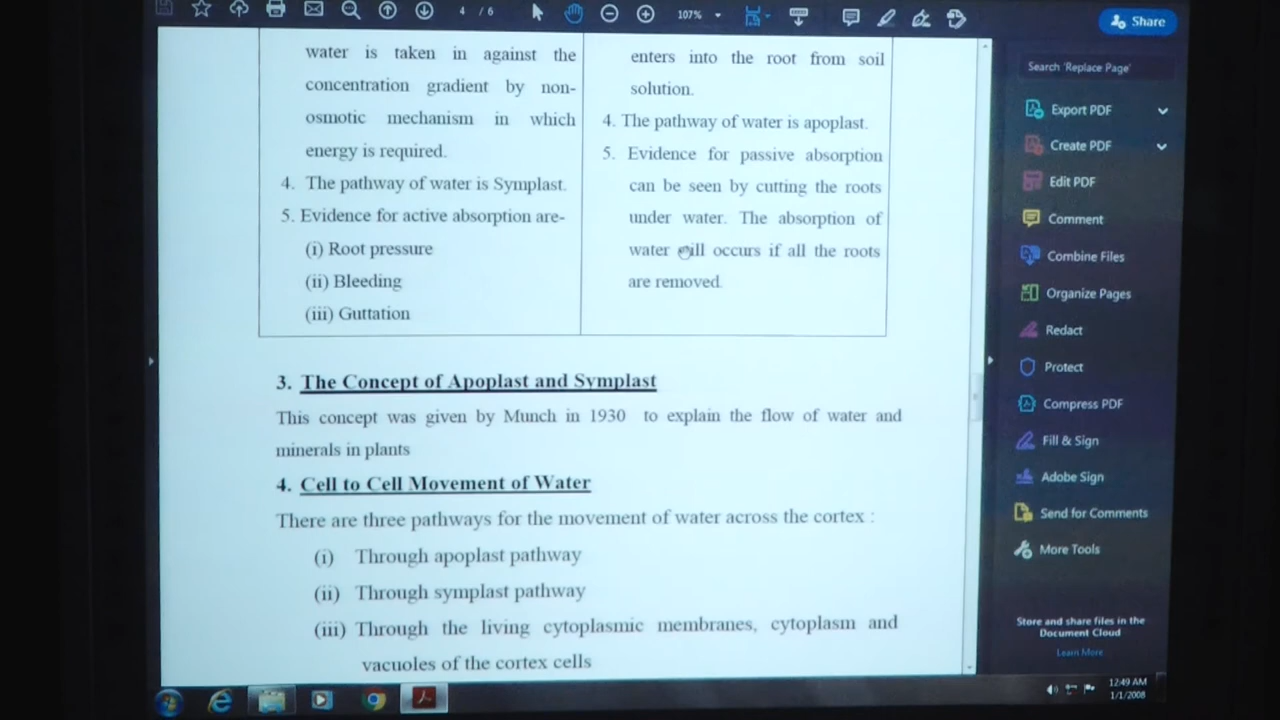 4 / 6
107%
Share
water is taken in against the
concentration gradient by non-
osmotic mechanism in which
energy is required.
4. The pathway of water is Symplast.
5. Evidence for active absorption are-
(i) Root pressure
(ii) Bleeding
(iii) Guttation
enters into the root from soil
solution.
4. The pathway of water is apoplast.
5. Evidence for passive absorption
can be seen by cutting the roots
under water. The absorption of
water will occurs if all the roots
are removed.
3. The Concept of Apoplast and Symplast
This concept was given by Munch in 1930 to explain the flow of water and
minerals in plants
4. Cell to Cell Movement of Water
There are three pathways for the movement of water across the cortex :
(i) Through apoplast pathway
(ii) Through symplast pathway
(iii) Through the living cytoplasmic membranes, cytoplasm and
vacuoles of the cortex cells
Search 'Replace Page'
Export PDF
Create PDF
Edit PDF
Comment
Combine Files
Organize Pages
Redact
Protect
Compress PDF
Fill & Sign
Adobe Sign
Send for Comments
More Tools
Store and share files in the
Document Cloud
Learn More
12:49 AM
1/1/2008